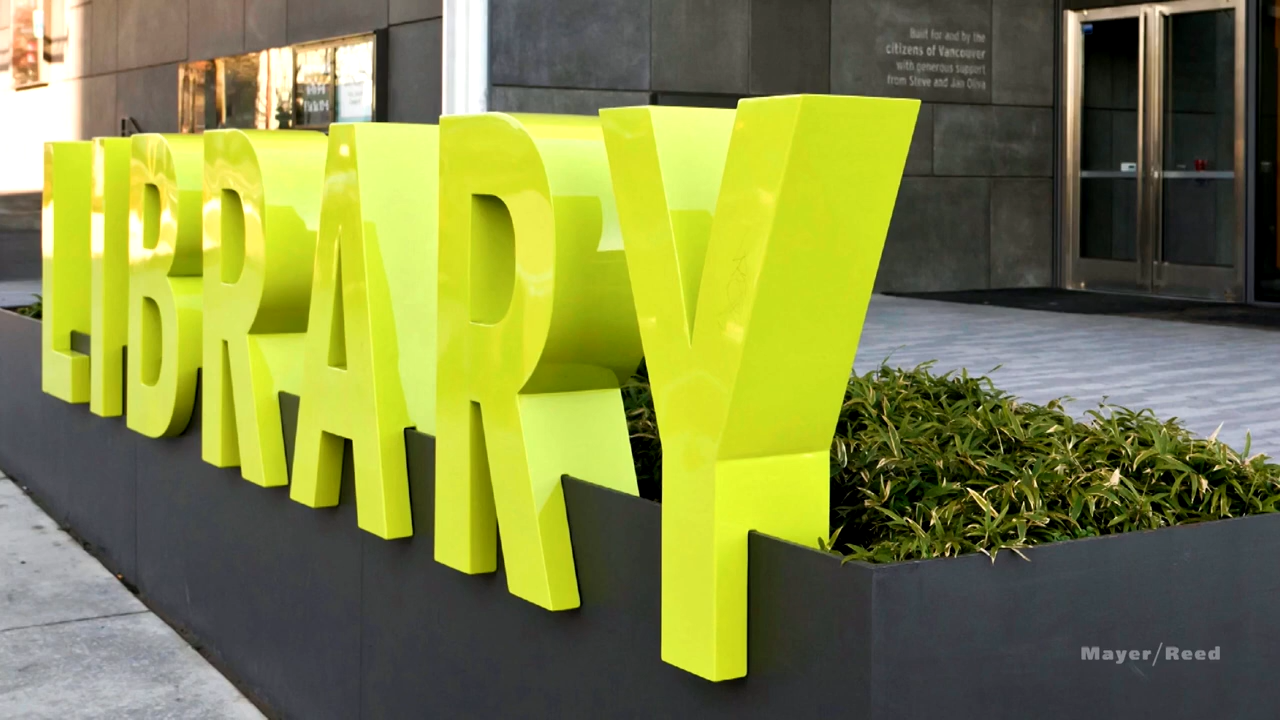 Built for and by the
citizens of Vancouver
with generous support
from Steve and Jan Oliva
LIBRARY
Mayer/Reed